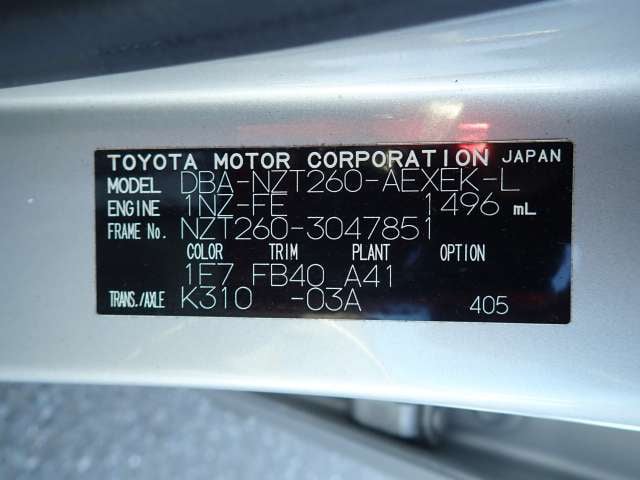 TOYOTA MOTOR CORPORATION JAPAN
MODEL DBA-NZT260-AEXEK-L
ENGINE 1NZ-FE 1496 mL
FRAME No. NZT260-3047851
COLOR TRIM PLANT OPTION
1F7 FB40 A41
TRANS./AXLE K310 -03A 405